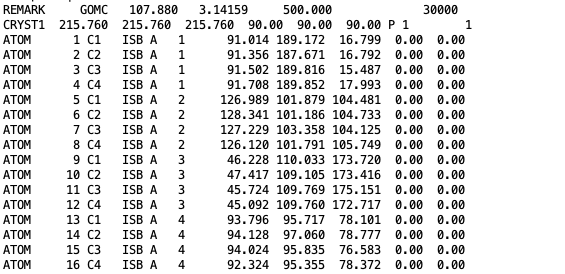 REMARK     GOMC   107.880   3.14159     500.000             30000
CRYST1  215.760  215.760  215.760  90.00  90.00  90.00 P 1           1
ATOM      1 C1   ISB A   1      91.014 189.172  16.799  0.00  0.00
ATOM      2 C2   ISB A   1      91.356 187.671  16.792  0.00  0.00
ATOM      3 C3   ISB A   1      91.502 189.816  15.487  0.00  0.00
ATOM      4 C4   ISB A   1      91.708 189.852  17.993  0.00  0.00
ATOM      5 C1   ISB A   2     126.989 101.879 104.481  0.00  0.00
ATOM      6 C2   ISB A   2     128.341 101.186 104.733  0.00  0.00
ATOM      7 C3   ISB A   2     127.229 103.358 104.125  0.00  0.00
ATOM      8 C4   ISB A   2     126.120 101.791 105.749  0.00  0.00
ATOM      9 C1   ISB A   3      46.228 110.033 173.720  0.00  0.00
ATOM     10 C2   ISB A   3      47.417 109.105 173.416  0.00  0.00
ATOM     11 C3   ISB A   3      45.724 109.769 175.151  0.00  0.00
ATOM     12 C4   ISB A   3      45.092 109.760 172.717  0.00  0.00
ATOM     13 C1   ISB A   4      93.796  95.717  78.101  0.00  0.00
ATOM     14 C2   ISB A   4      94.128  97.060  78.777  0.00  0.00
ATOM     15 C3   ISB A   4      94.024  95.835  76.583  0.00  0.00
ATOM     16 C4   ISB A   4      92.324  95.355  78.372  0.00  0.00